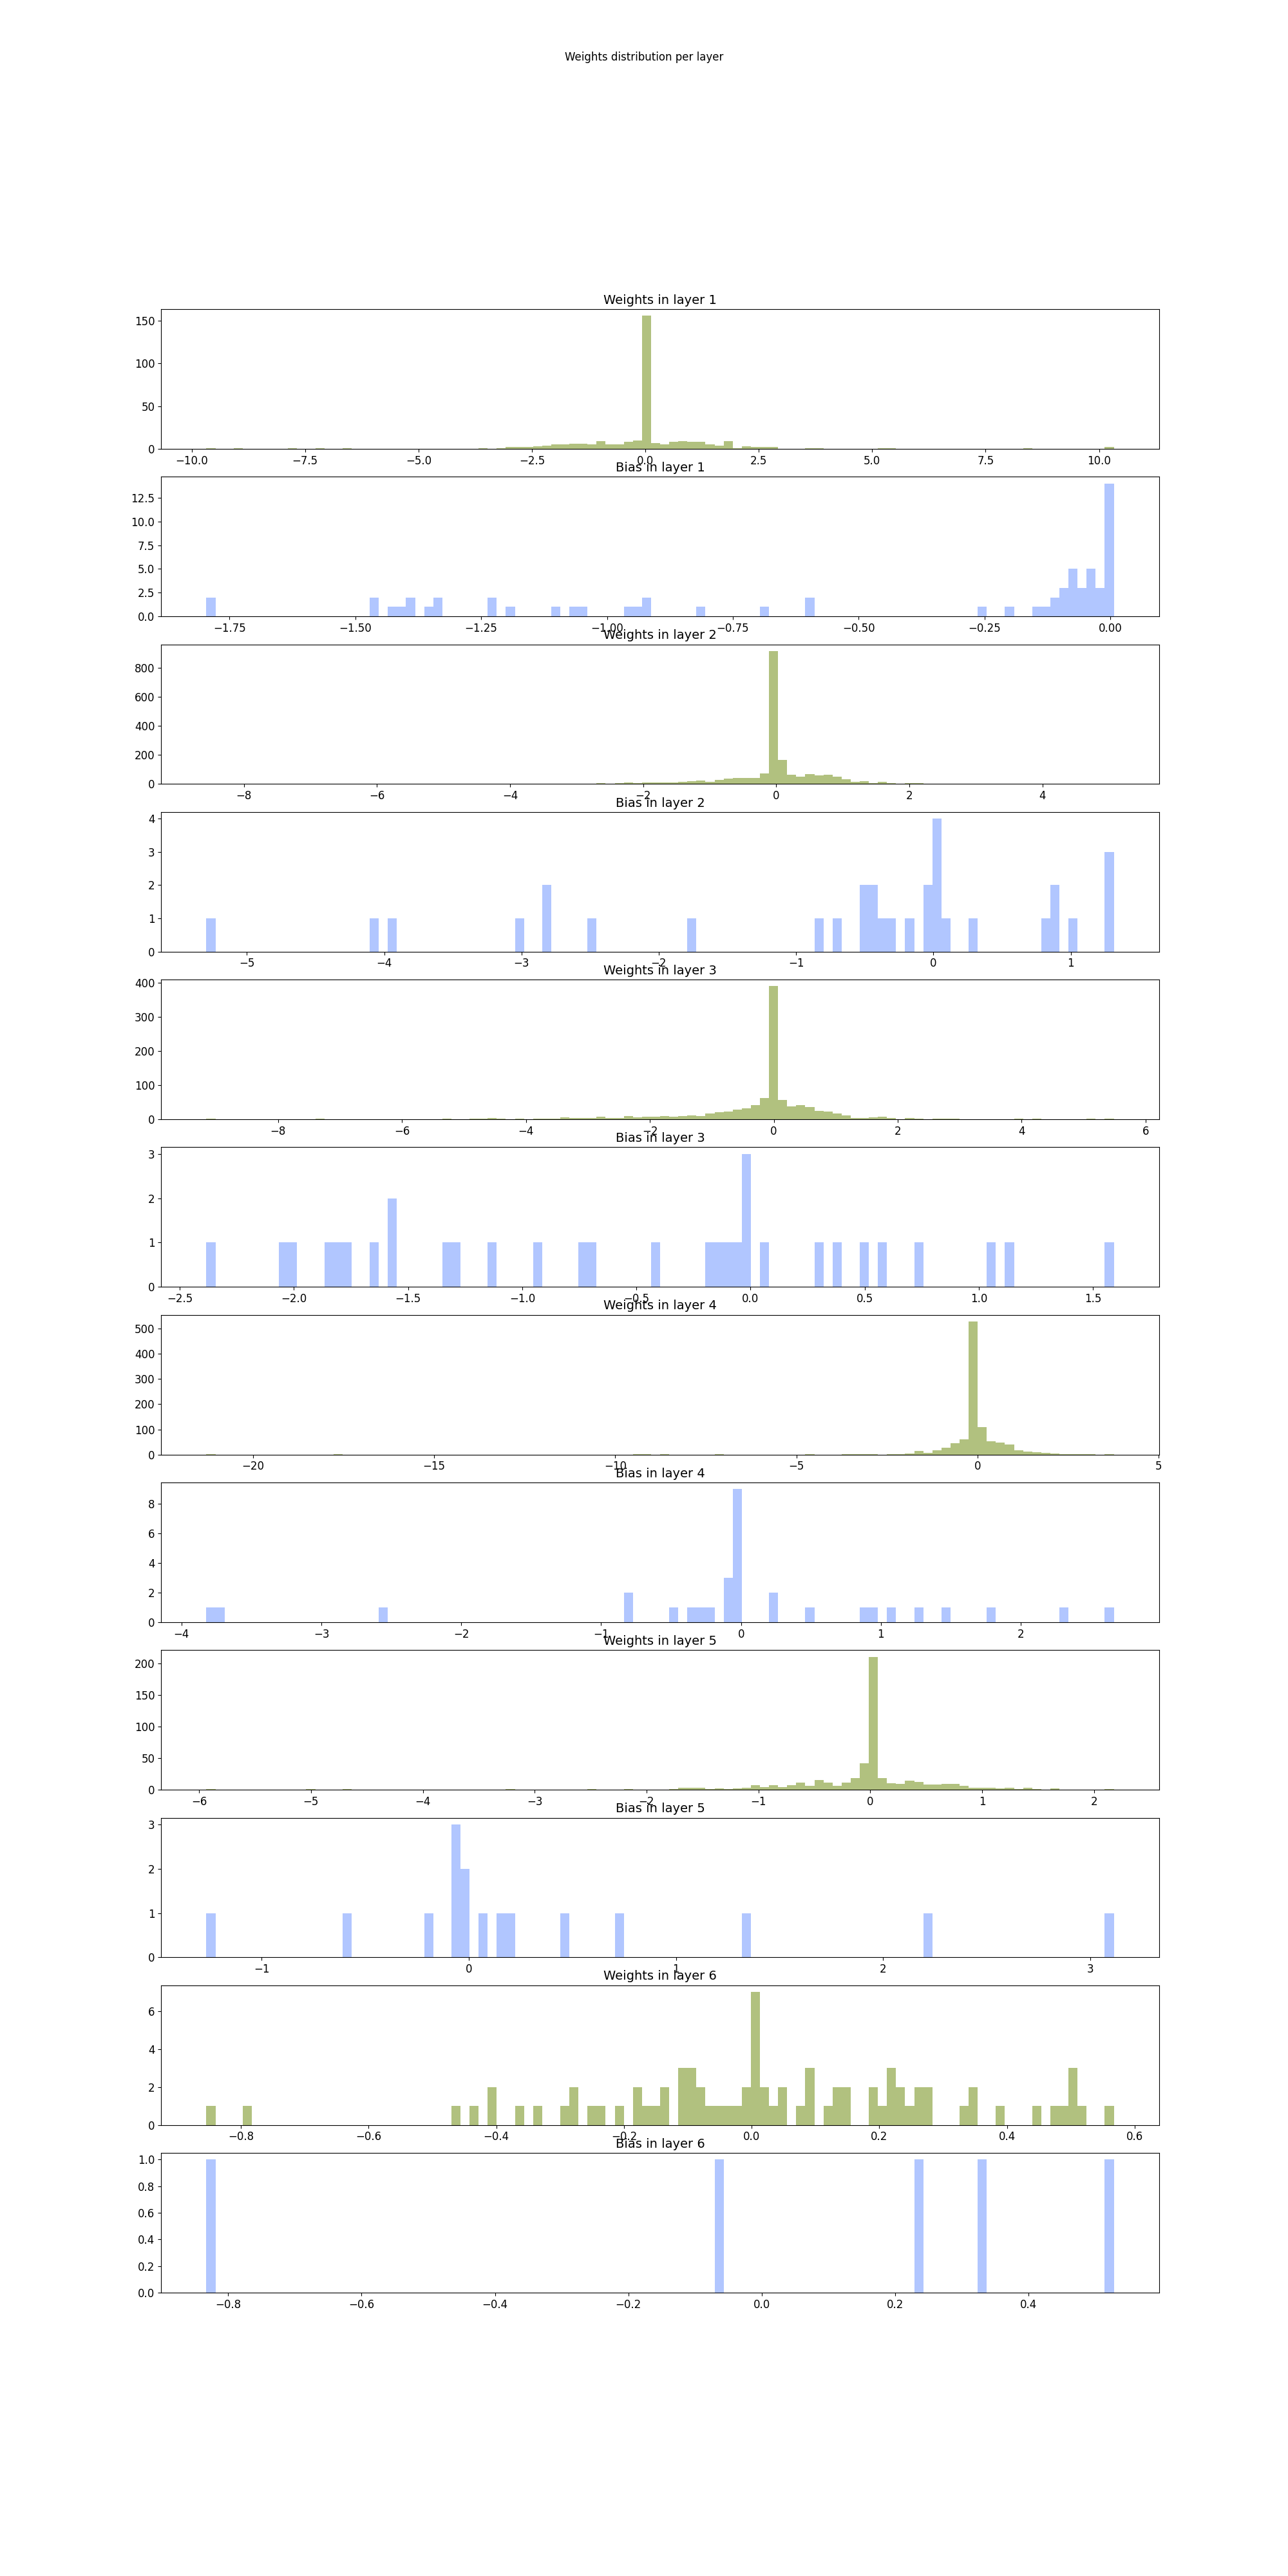 Weights distribution per layer
Weights in layer 1
150
100
50
0
−10.0 −7.5 −5.0 −2.5 0.0 2.5 5.0 7.5 10.0
Bias in layer 1
12.5
10.0
7.5
5.0
2.5
0.0
−1.75 −1.50 −1.25 −1.00 −0.75 −0.50 −0.25 0.00
Weights in layer 2
800
600
400
200
0
−8 −6 −4 −2 0 2 4
Bias in layer 2
4
3
2
1
0
−5 −4 −3 −2 −1 0 1
Weights in layer 3
400
300
200
100
0
−8 −6 −4 −2 0 2 4 6
Bias in layer 3
3
2
1
0
−2.5 −2.0 −1.5 −1.0 −0.5 0.0 0.5 1.0 1.5
Weights in layer 4
500
400
300
200
100
0
−20 −15 −10 −5 0 5
Bias in layer 4
8
6
4
2
0
−4 −3 −2 −1 0 1 2
Weights in layer 5
200
150
100
50
0
−6 −5 −4 −3 −2 −1 0 1 2
Bias in layer 5
3
2
1
0
−1 0 1 2 3
Weights in layer 6
6
4
2
0
−0.8 −0.6 −0.4 −0.2 0.0 0.2 0.4 0.6
Bias in layer 6
1.0
0.8
0.6
0.4
0.2
0.0
−0.8 −0.6 −0.4 −0.2 0.0 0.2 0.4